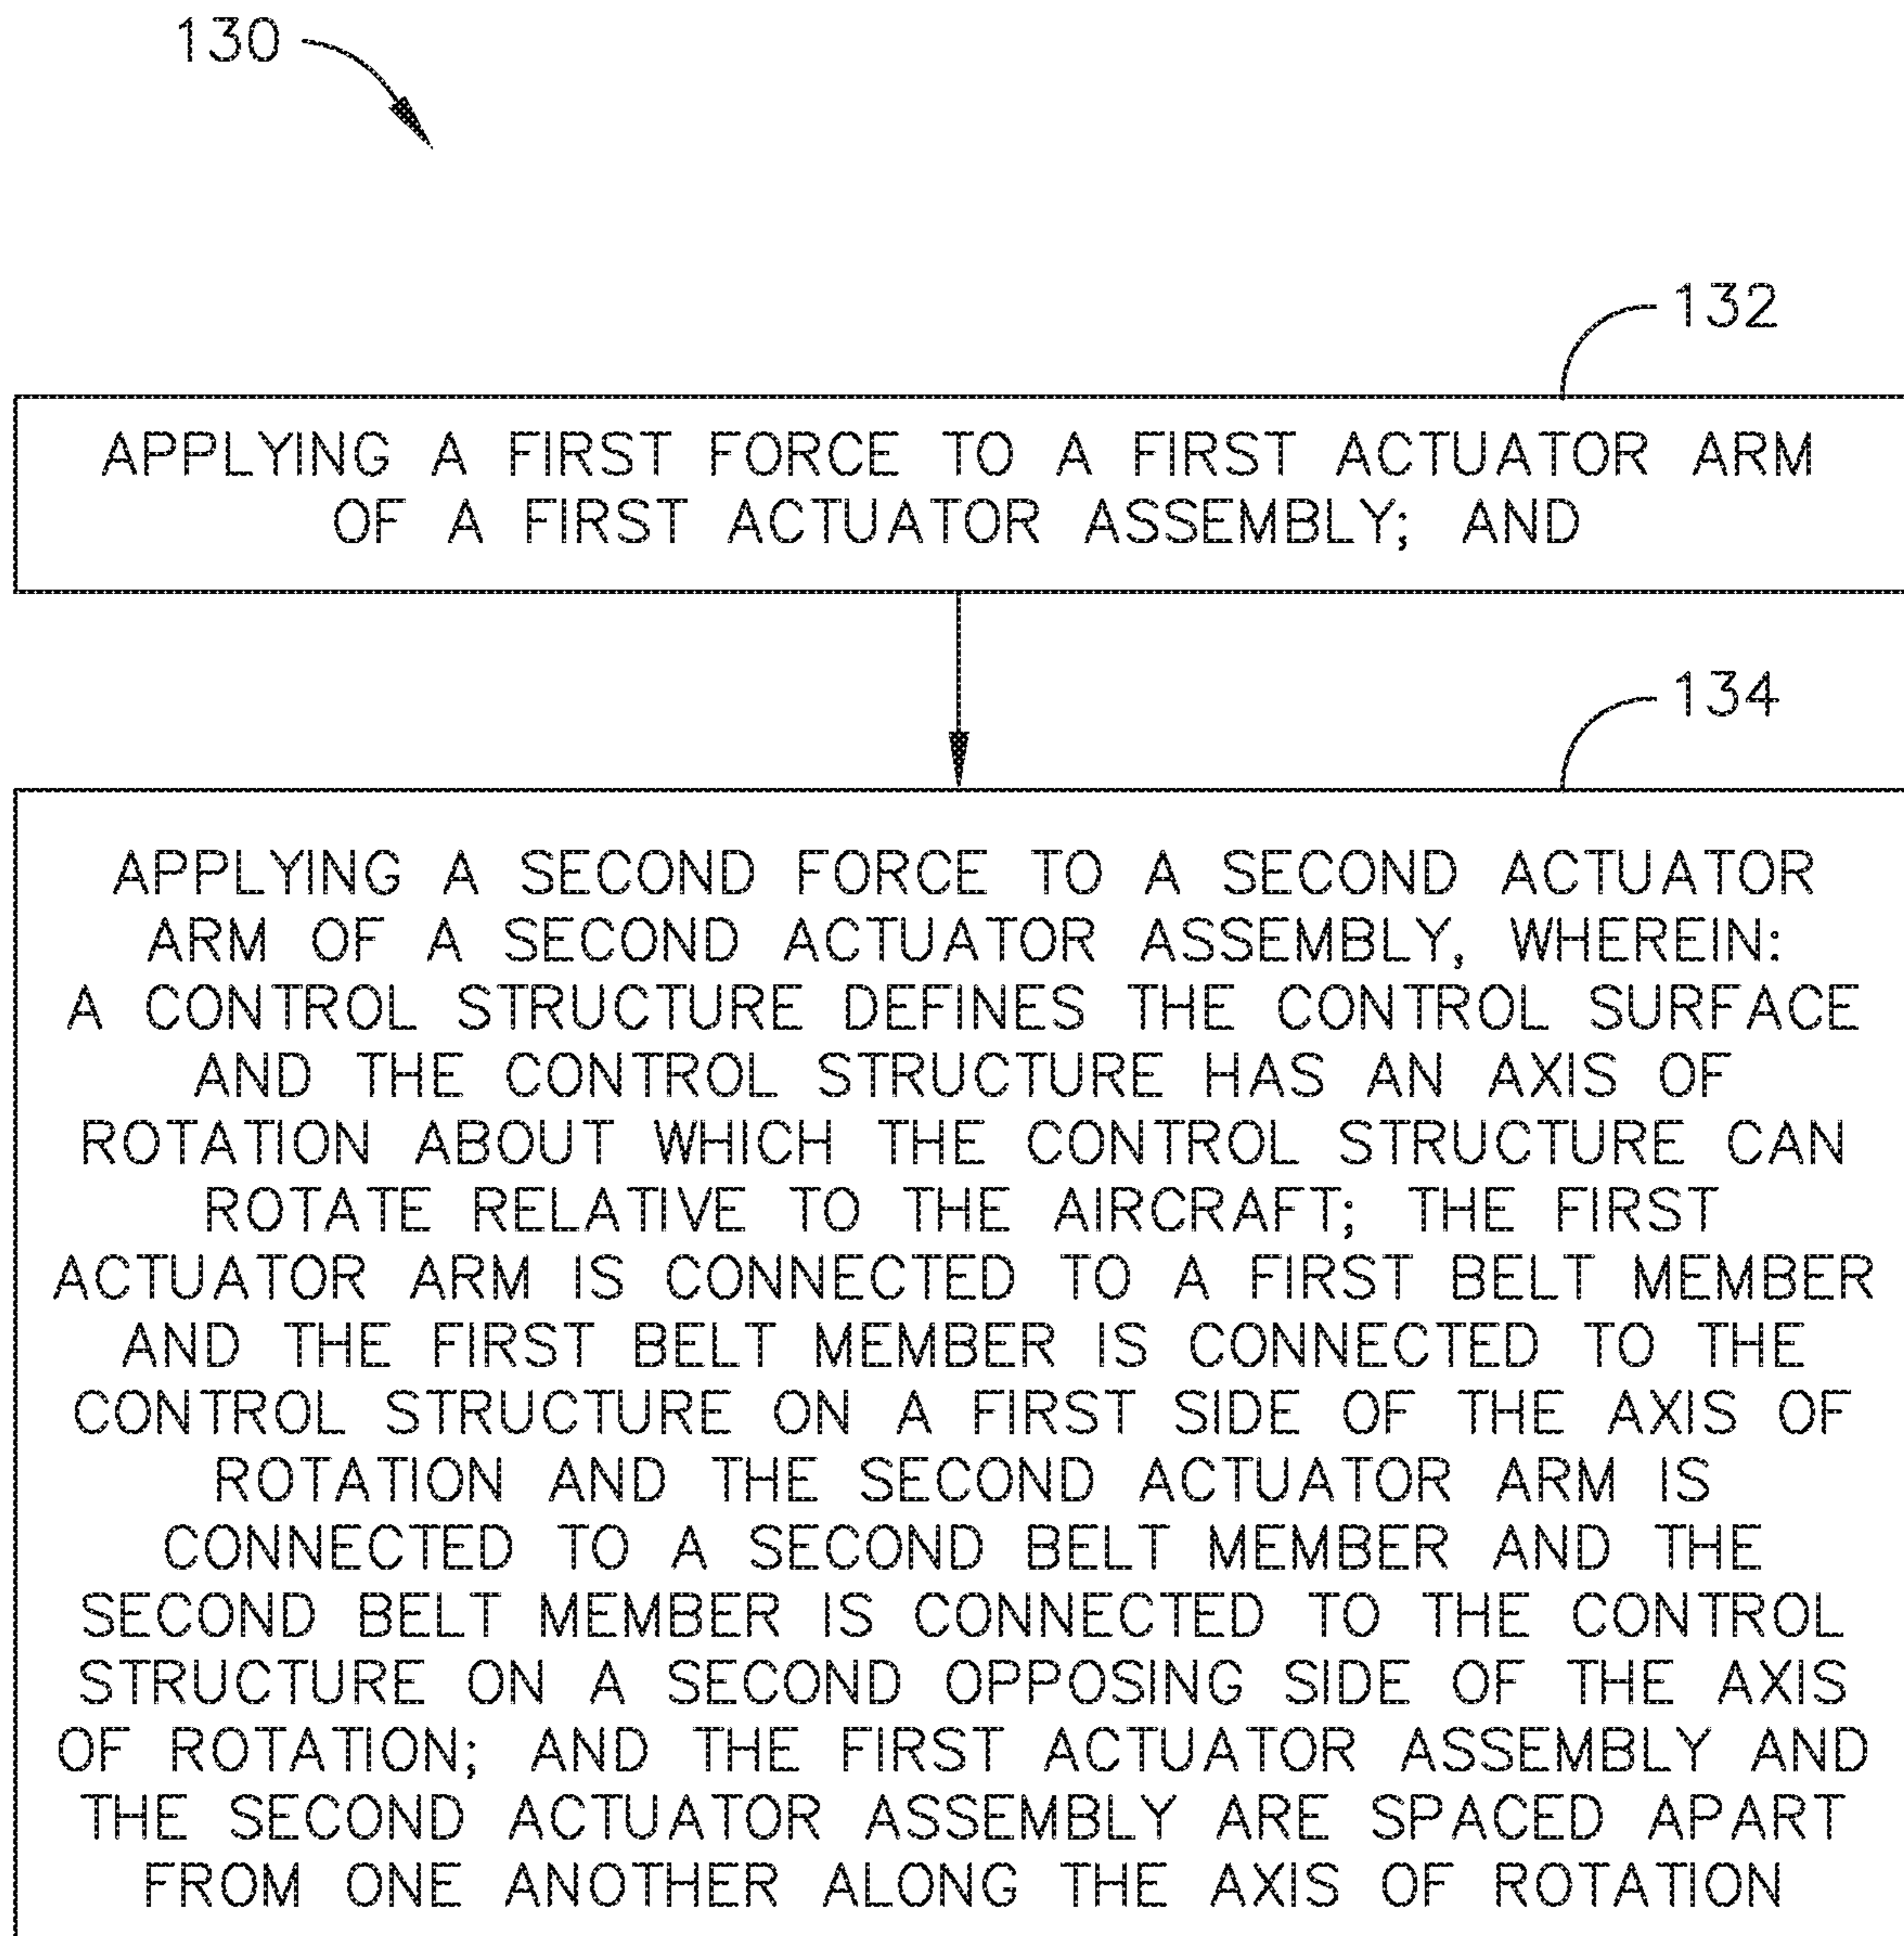 130
132
APPLYING A FIRST FORCE TO A FIRST ACTUATOR ARM
OF A FIRST ACTUATOR ASSEMBLY; AND
134
APPLYING A SECOND FORCE TO A SECOND ACTUATOR
ARM OF A SECOND ACTUATOR ASSEMBLY, WHEREIN:
A CONTROL STRUCTURE DEFINES THE CONTROL SURFACE
AND THE CONTROL STRUCTURE HAS AN AXIS OF
ROTATION ABOUT WHICH THE CONTROL STRUCTURE CAN
ROTATE RELATIVE TO THE AIRCRAFT; THE FIRST
ACTUATOR ARM IS CONNECTED TO A FIRST BELT MEMBER
AND THE FIRST BELT MEMBER IS CONNECTED TO THE
CONTROL STRUCTURE ON A FIRST SIDE OF THE AXIS OF
ROTATION AND THE SECOND ACTUATOR ARM IS
CONNECTED TO A SECOND BELT MEMBER AND THE
SECOND BELT MEMBER IS CONNECTED TO THE CONTROL
STRUCTURE ON A SECOND OPPOSING SIDE OF THE AXIS
OF ROTATION; AND THE FIRST ACTUATOR ASSEMBLY AND
THE SECOND ACTUATOR ASSEMBLY ARE SPACED APART
FROM ONE ANOTHER ALONG THE AXIS OF ROTATION